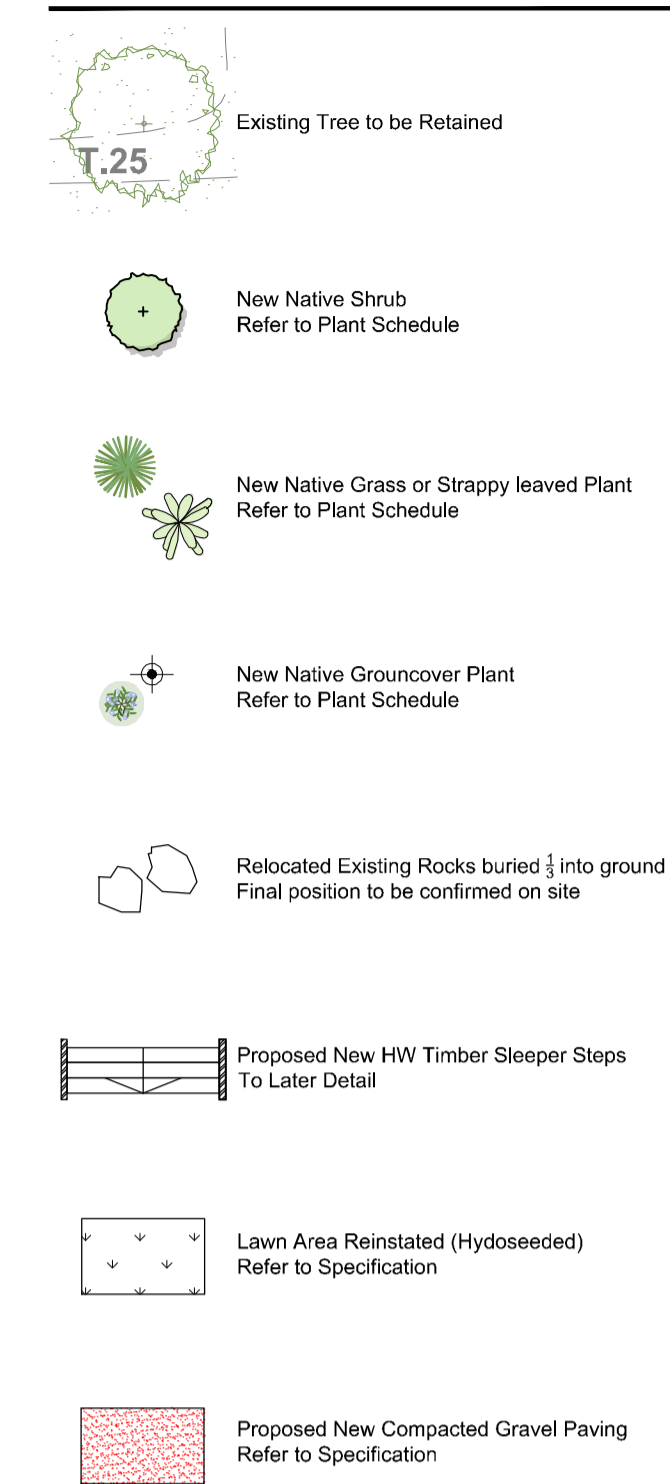 T.25
Existing Tree to be Retained
New Native Shrub
Refer to Plant Schedule
New Native Grass or Strappy leaved Plant
Refer to Plant Schedule
New Native Grouncover Plant
Refer to Plant Schedule
Relocated Existing Rocks buried 1/3 into ground
Final position to be confirmed on site
Proposed New HW Timber Sleeper Steps
To Later Detail
Lawn Area Reinstated (Hydoseeded)
Refer to Specification
Proposed New Compacted Gravel Paving
Refer to Specification